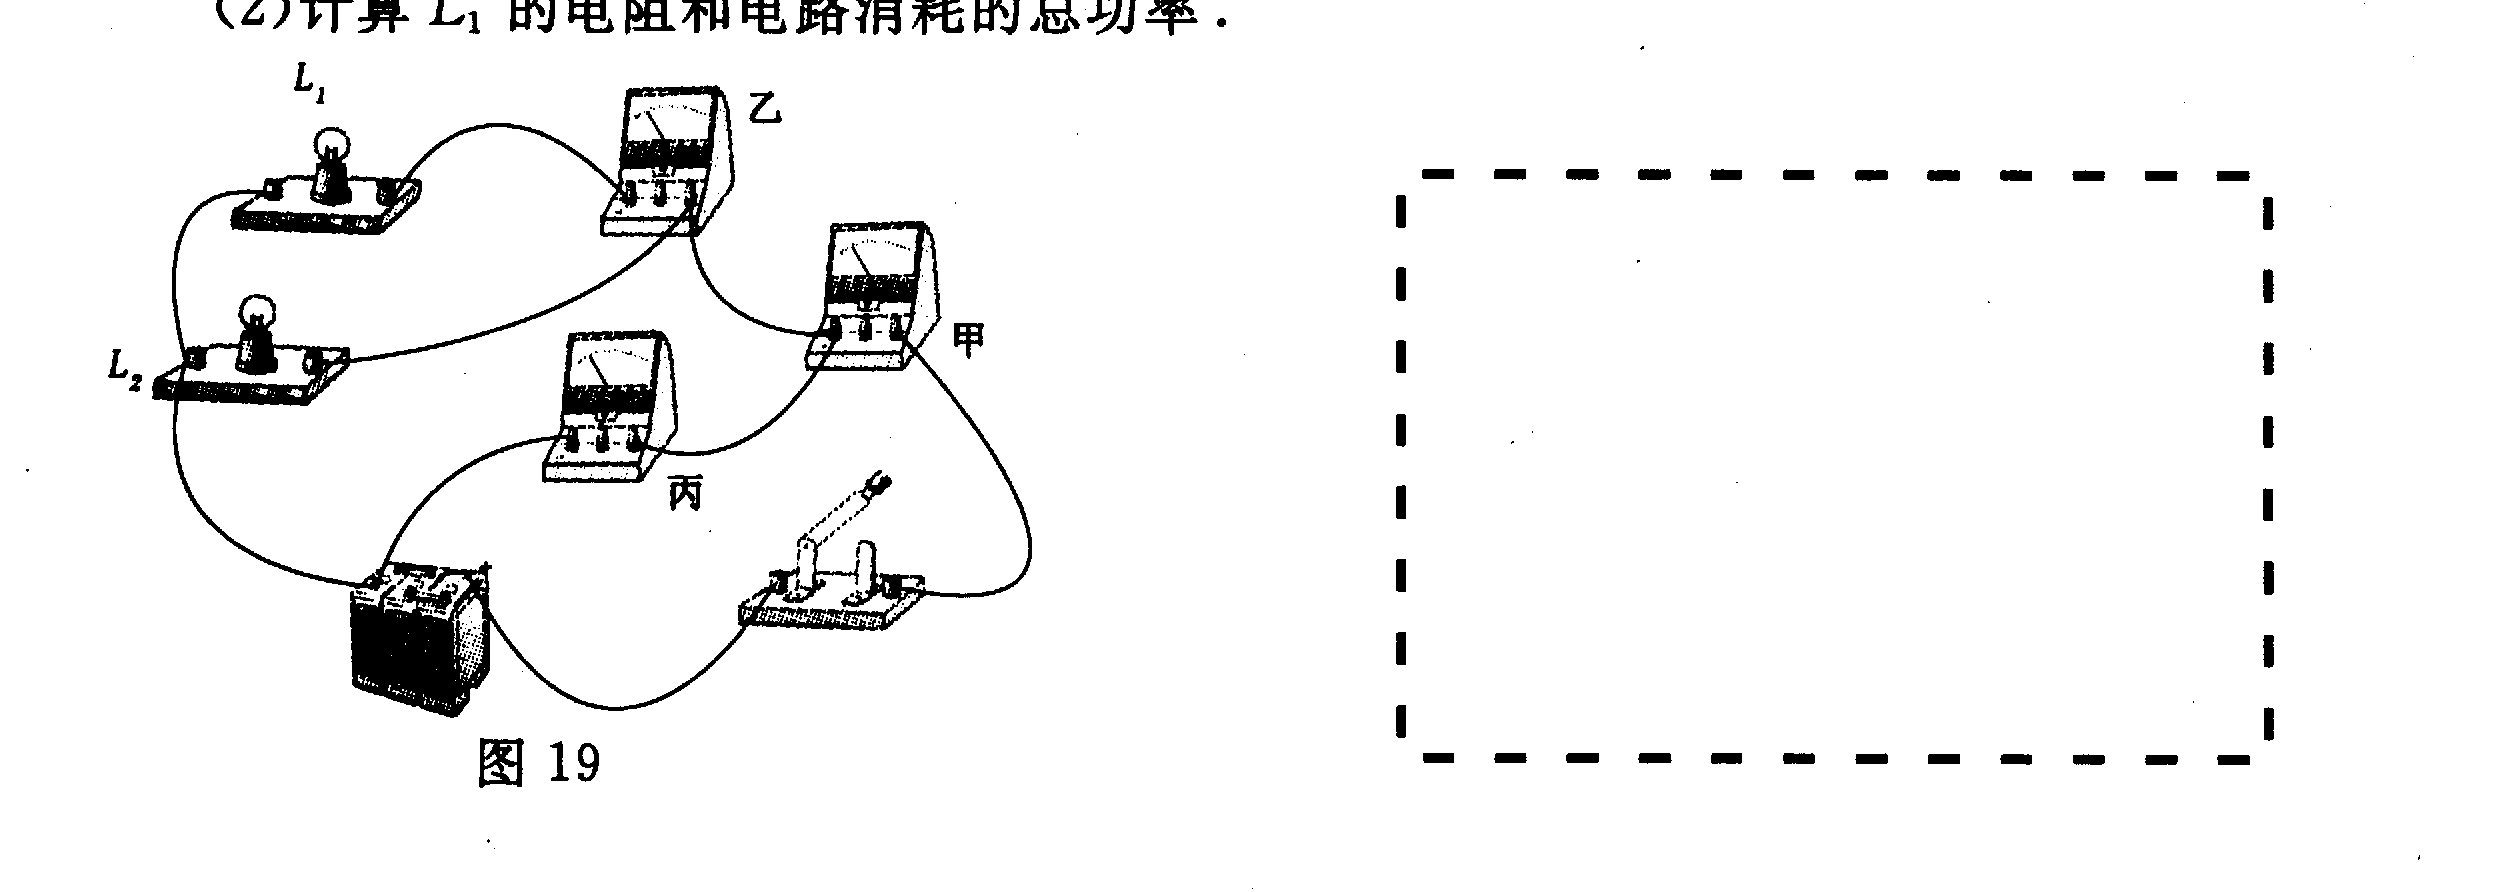 (2)计算 L₁ 的电阻和电路消耗的总功率.
L₁
乙
甲
L₂
丙
图 19